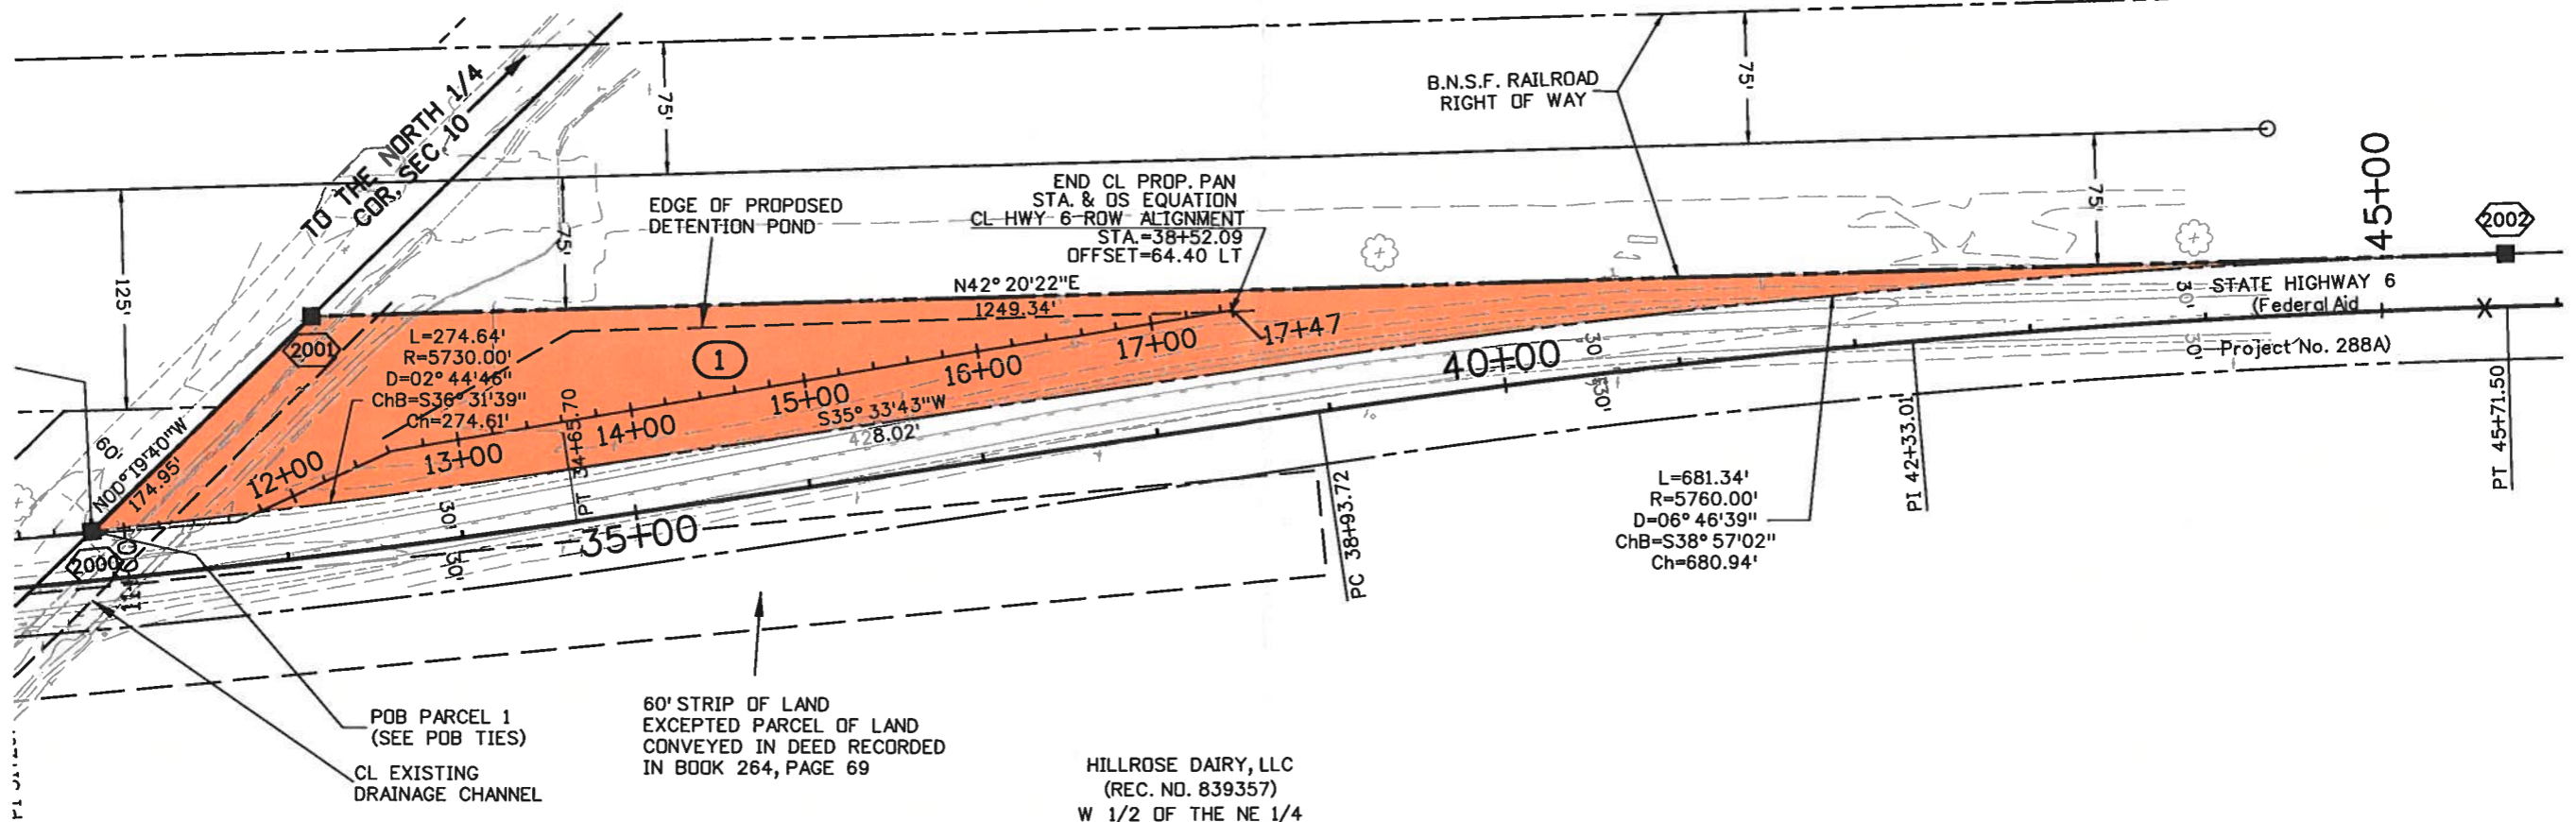 TO THE NORTH 1/4
COR, SEC. 10
75'
75'
125'
75'
75'
B.N.S.F. RAILROAD
RIGHT OF WAY
EDGE OF PROPOSED
DETENTION POND
END CL PROP. PAN
STA. & OS EQUATION
CL HWY 6-ROW ALIGNMENT
STA.=38+52.09
OFFSET=64.40 LT
45+00
2002
N42° 20'22"E
1249.34'
STATE HIGHWAY 6
(Federal Aid
Project No. 288A)
30'
30'
2001
L=274.64'
R=5730.00'
D=02° 44'46"
ChB=S36° 31'39"
Ch=274.61'
1
17+47
17+00
16+00
15+00
14+00
13+00
12+00
11+00
S35° 33'43"W
428.02'
40+00
30'
30'
PT 34+65.70
N00° 19'40"W
174.95'
60'
2000
30'
30'
35+00
PC 38+93.72
PI 42+33.01
PT 45+71.50
L=681.34'
R=5760.00'
D=06° 46'39"
ChB=S38° 57'02"
Ch=680.94'
POB PARCEL 1
(SEE POB TIES)
CL EXISTING
DRAINAGE CHANNEL
60' STRIP OF LAND
EXCEPTED PARCEL OF LAND
CONVEYED IN DEED RECORDED
IN BOOK 264, PAGE 69
HILLROSE DAIRY, LLC
(REC. NO. 839357)
W 1/2 OF THE NE 1/4